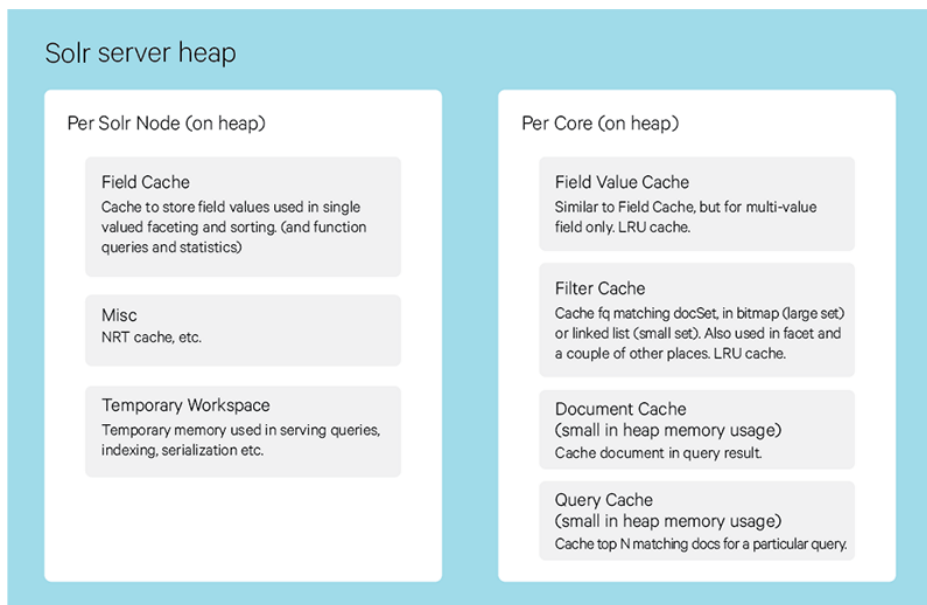 Solr server heap
Per Solr Node (on heap)
Field Cache
Cache to store field values used in single
valued faceting and sorting. (and function
queries and statistics)
Misc
NRT cache, etc.
Temporary Workspace
Temporary memory used in serving queries,
indexing, serialization etc.
Per Core (on heap)
Field Value Cache
Similar to Field Cache, but for multi-value
field only. LRU cache.
Filter Cache
Cache fq matching docSet, in bitmap (large set)
or linked list (small set). Also used in facet and
a couple of other places. LRU cache.
Document Cache
(small in heap memory usage)
Cache document in query result.
Query Cache
(small in heap memory usage)
Cache top N matching docs for a particular query.